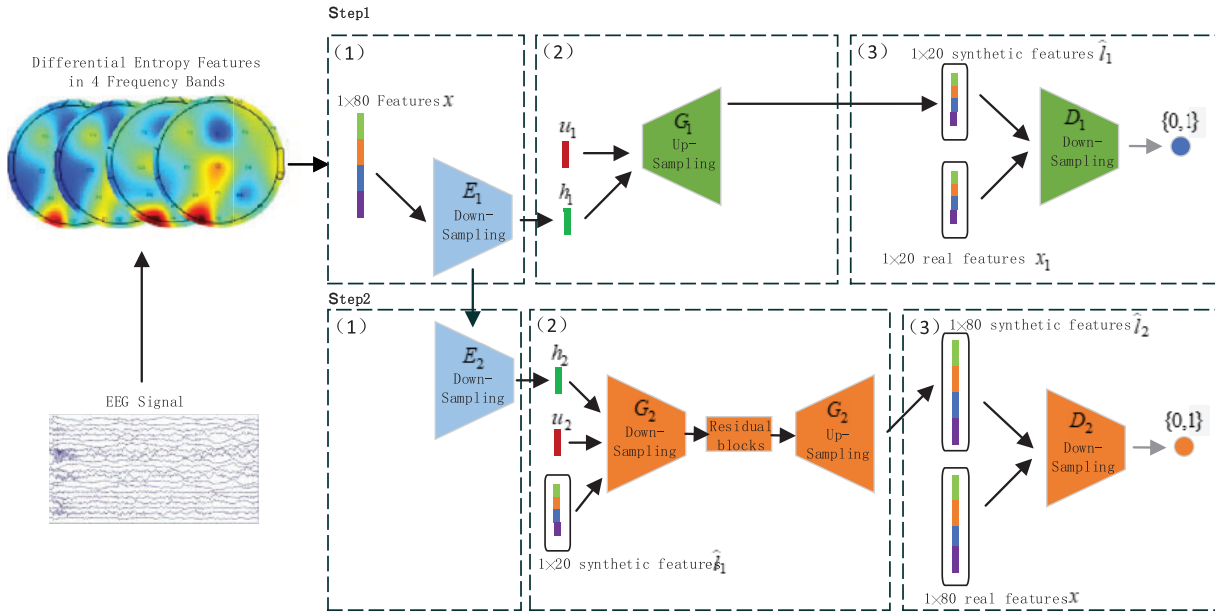 Step1
Differential Entropy Features
in 4 Frequency Bands
EEG Signal
(1)
1×80 Features x
E₁
Down-
Sampling
(2)
u₁
h₁
G₁
Up-
Sampling
(3)
1×20 synthetic features l̂₁
1×20 real features x₁
D₁
Down-
Sampling
{0,1}
Step2
(1)
E₂
Down-
Sampling
(2)
h₂
u₂
1×20 synthetic features l̂₁
G₂
Down-
Sampling
Residual
blocks
G₂
Up-
Sampling
(3)
1×80 synthetic features l̂₂
1×80 real features x
D₂
Down-
Sampling
{0,1}